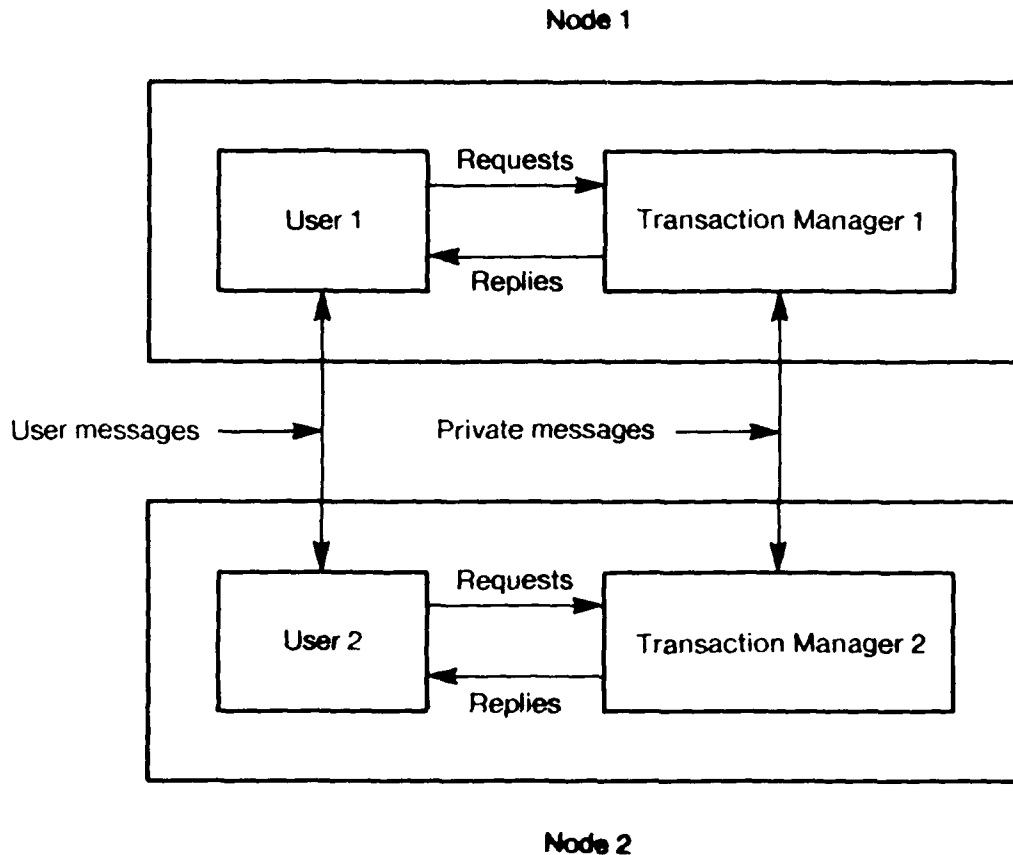 Node 1
Requests
User 1
Transaction Manager 1
Replies
User messages
Private messages
Requests
User 2
Transaction Manager 2
Replies
Node 2